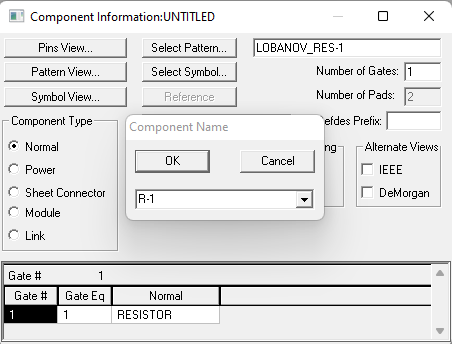 Component Information:UNTITLED
Pins View... Select Pattern... LOBANOV_RES-1
Pattern View... Select Symbol... Number of Gates: 1
Symbol View... Reference Number of Pads: 2
Component Type Component Name Refdes Prefix:
Normal OK Cancel Alternate Views
Power IEEE
Sheet Connector R-1 DeMorgan
Module
Link
Gate # 1
Gate # Gate Eq Normal
1 1 RESISTOR